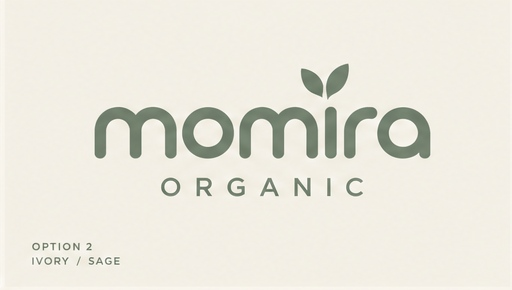 momira
ORGANIC
OPTION 2
IVORY / SAGE